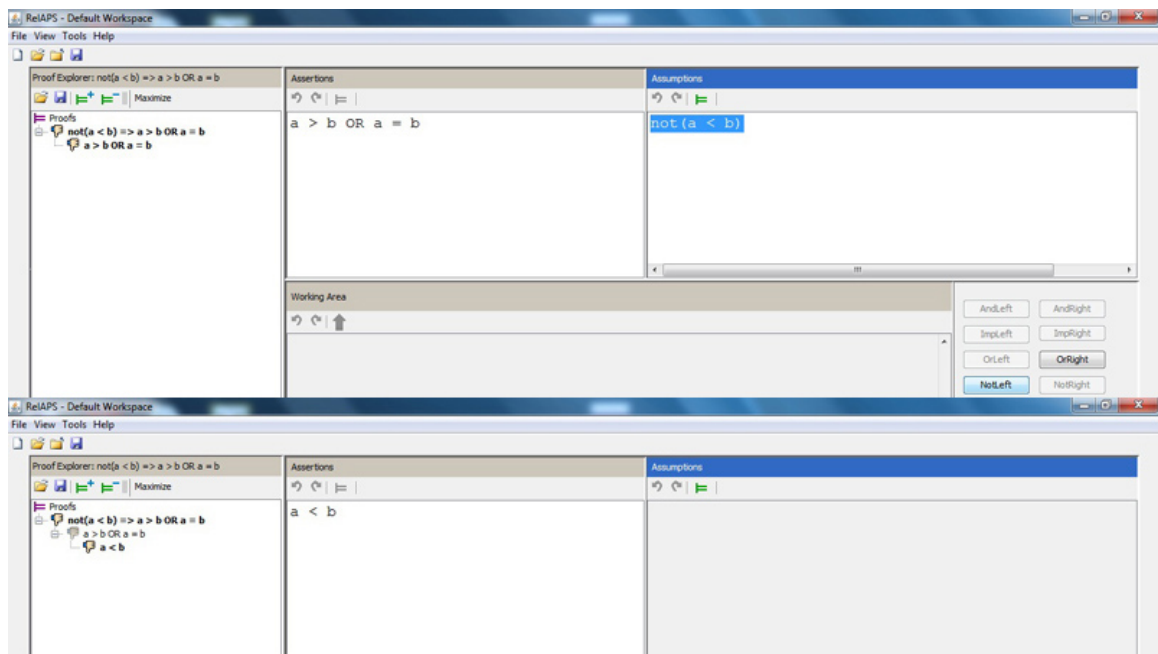 RelAPS - Default Workspace
File View Tools Help
Proof Explorer: not(a < b) => a > b OR a = b
Maximize
Proofs
not(a < b) => a > b OR a = b
a > b OR a = b
Assertions
a > b OR a = b
Assumptions
not(a < b)
Working Area
AndLeft AndRight
ImpLeft ImpRight
OrLeft OrRight
NotLeft NotRight
RelAPS - Default Workspace
File View Tools Help
Proof Explorer: not(a < b) => a > b OR a = b
Maximize
Proofs
not(a < b) => a > b OR a = b
a > b OR a = b
a < b
Assertions
a < b
Assumptions